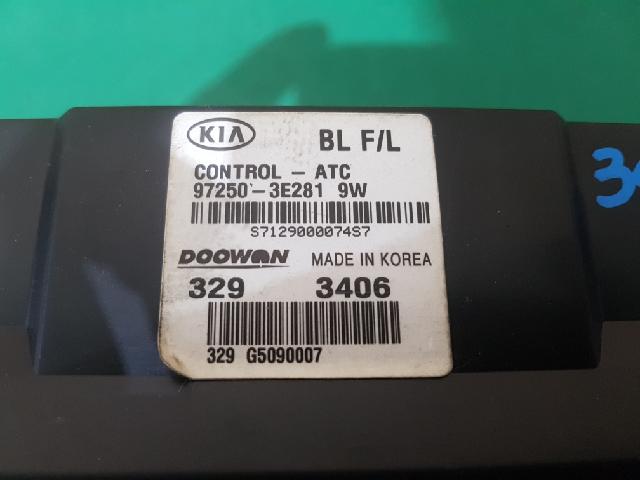 KIA BL F/L
CONTROL - ATC
97250-3E281 9W
S7129000074S7
DOOWON MADE IN KOREA
329 3406
329 G5090007